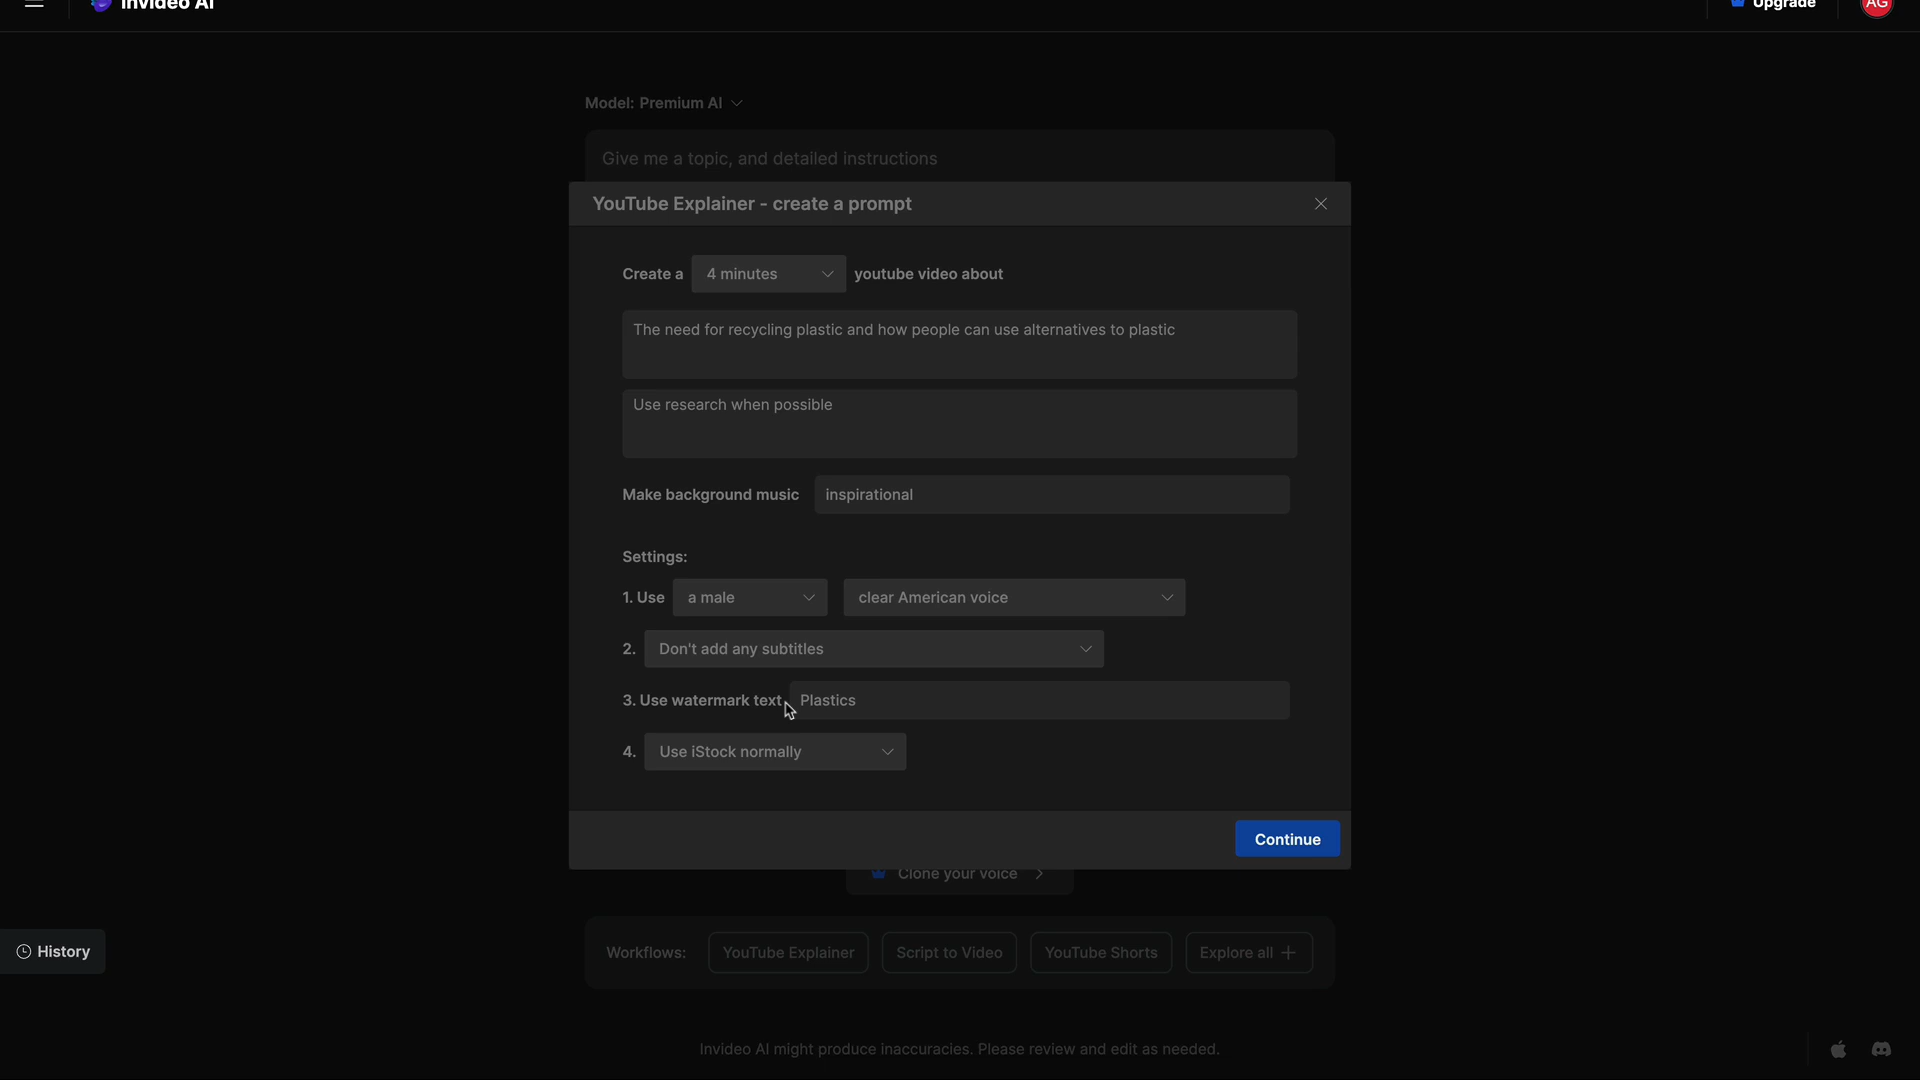 invideo AI
Upgrade
AG
Model: Premium AI
Give me a topic, and detailed instructions
YouTube Explainer - create a prompt
Create a 4 minutes youtube video about
The need for recycling plastic and how people can use alternatives to plastic
Use research when possible
Make background music inspirational
Settings:
1. Use a male clear American voice
2. Don't add any subtitles
3. Use watermark text Plastics
4. Use iStock normally
Continue
Clone your voice
History
Workflows: YouTube Explainer Script to Video YouTube Shorts Explore all +
Invideo AI might produce inaccuracies. Please review and edit as needed.